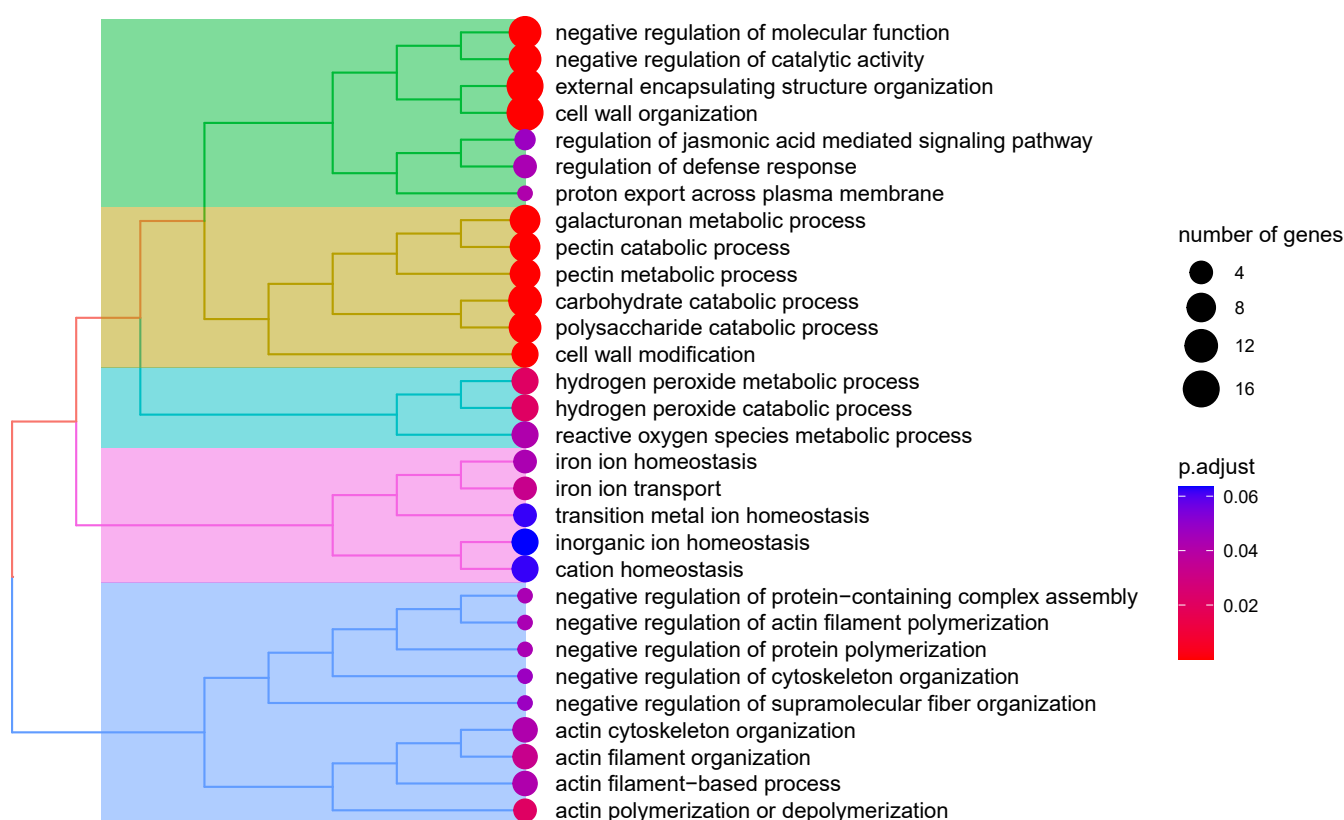 negative regulation of molecular function
negative regulation of catalytic activity
external encapsulating structure organization
cell wall organization
regulation of jasmonic acid mediated signaling pathway
regulation of defense response
proton export across plasma membrane
galacturonan metabolic process
pectin catabolic process
pectin metabolic process
carbohydrate catabolic process
polysaccharide catabolic process
cell wall modification
hydrogen peroxide metabolic process
hydrogen peroxide catabolic process
reactive oxygen species metabolic process
iron ion homeostasis
iron ion transport
transition metal ion homeostasis
inorganic ion homeostasis
cation homeostasis
negative regulation of protein−containing complex assembly
negative regulation of actin filament polymerization
negative regulation of protein polymerization
negative regulation of cytoskeleton organization
negative regulation of supramolecular fiber organization
actin cytoskeleton organization
actin filament organization
actin filament−based process
actin polymerization or depolymerization
number of genes
4
8
12
16
p.adjust
0.06
0.04
0.02